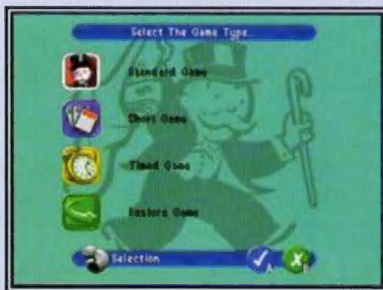 Select The Game Type...
Standard Game
Short Game
Timed Game
Restore Game
Selection
A
B